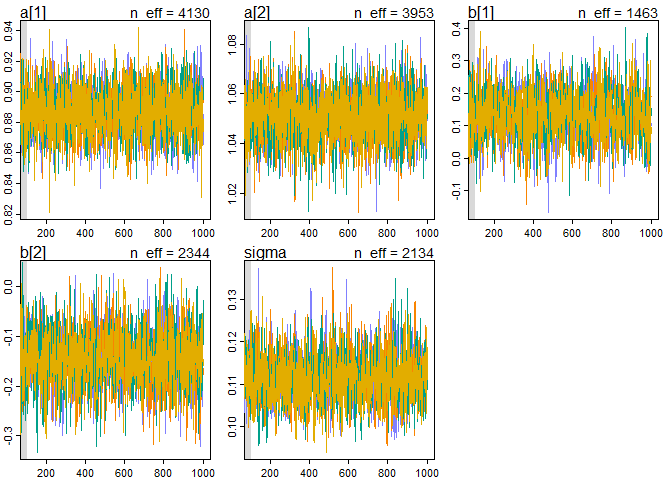 a[1] n_eff = 4130
0.82 0.84 0.86 0.88 0.90 0.92 0.94
200 400 600 800 1000
a[2] n_eff = 3953
1.02 1.04 1.06 1.08
200 400 600 800 1000
b[1] n_eff = 1463
-0.1 0.0 0.1 0.2 0.3 0.4
200 400 600 800 1000
b[2] n_eff = 2344
-0.3 -0.2 -0.1 0.0
200 400 600 800 1000
sigma n_eff = 2134
0.10 0.11 0.12 0.13
200 400 600 800 1000